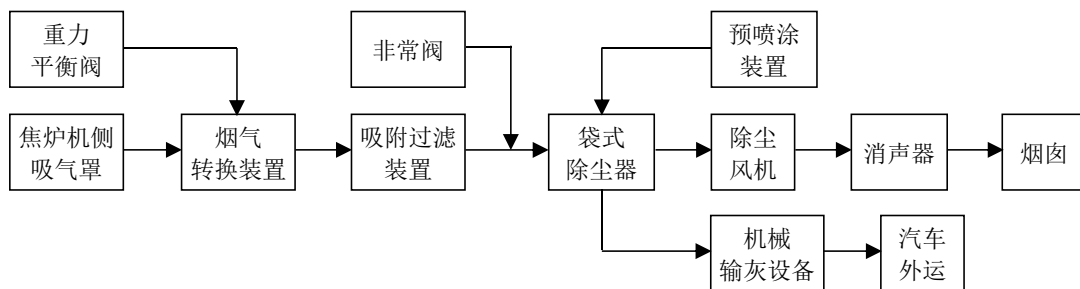 重力
平衡阀
非常阀
预喷涂
装置
焦炉机侧
吸气罩
烟气
转换装置
吸附过滤
装置
袋式
除尘器
除尘
风机
消声器
烟囱
机械
输灰设备
汽车
外运